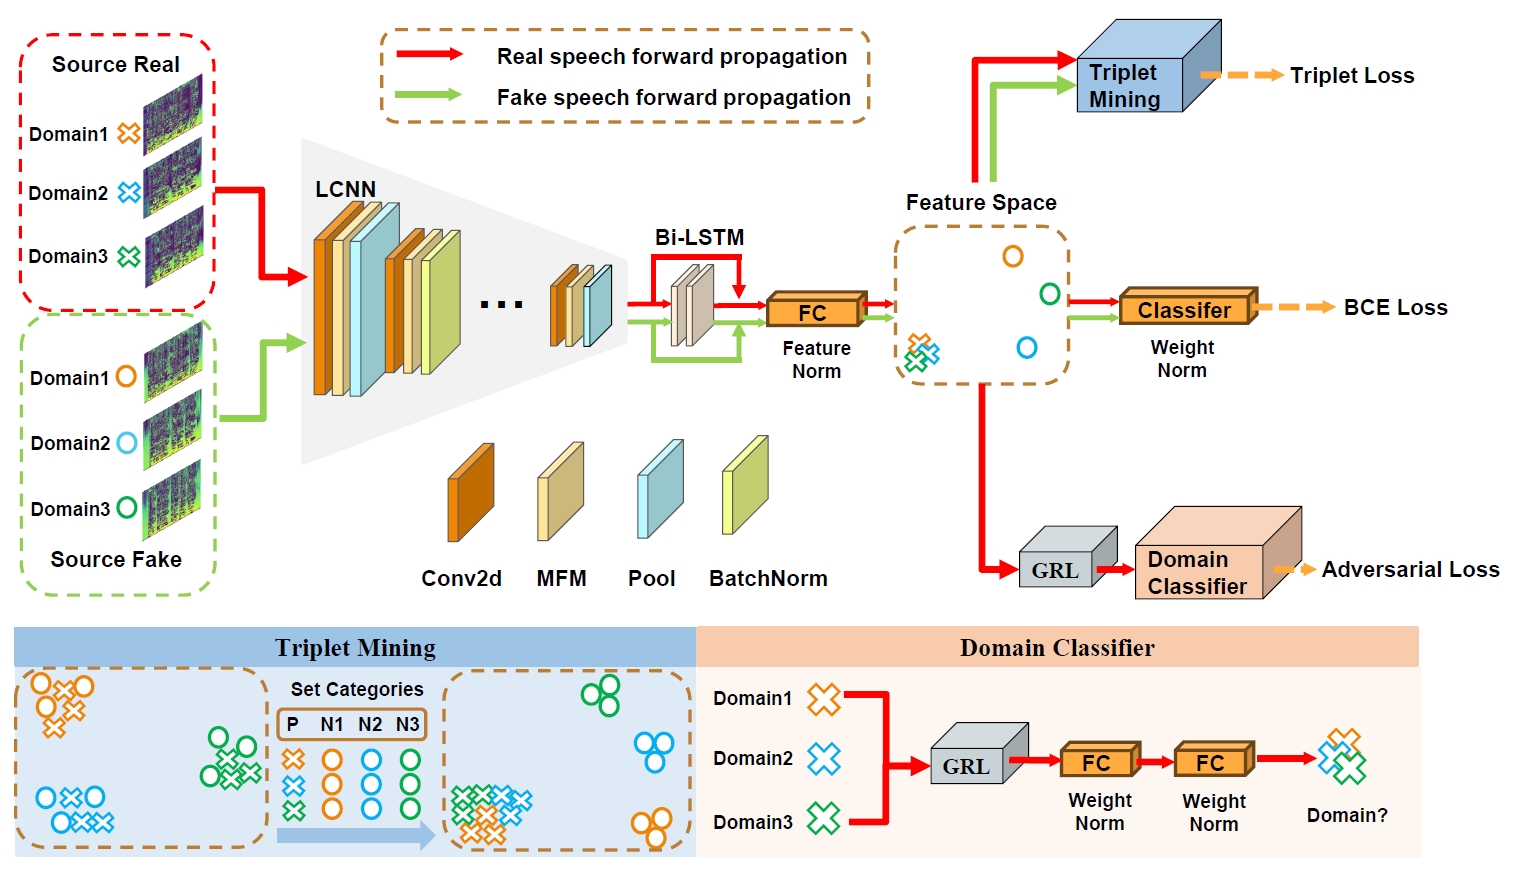 Source Real
Domain1
Domain2
Domain3
Domain1
Domain2
Domain3
Source Fake
Real speech forward propagation
Fake speech forward propagation
LCNN
...
Bi-LSTM
FC
Feature
Norm
Conv2d
MFM
Pool
BatchNorm
Feature Space
Triplet
Mining
Triplet Loss
Classifer
Weight
Norm
BCE Loss
GRL
Domain
Classifier
Adversarial Loss
Triplet Mining
Set Categories
P N1 N2 N3
Domain Classifier
Domain1
Domain2
Domain3
GRL
FC
Weight
Norm
FC
Weight
Norm
Domain?